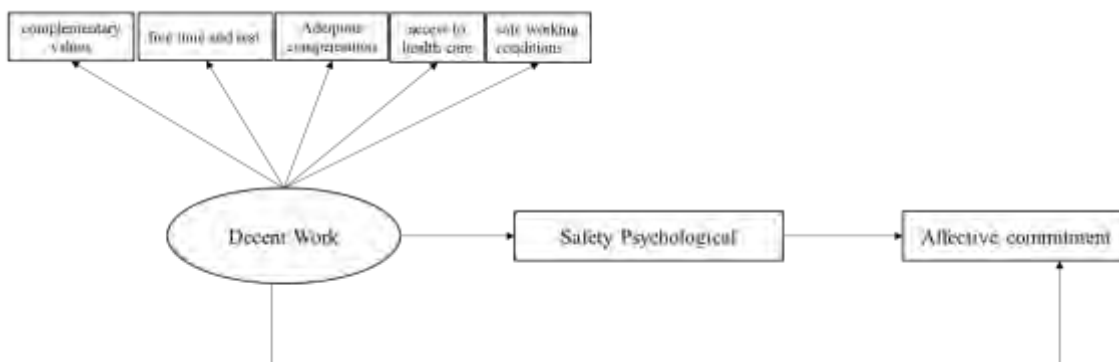 complementary
values
free time and rest
Adequate
compensation
access to
health care
safe working
conditions
Decent Work
Safety Psychological
Affective commitment